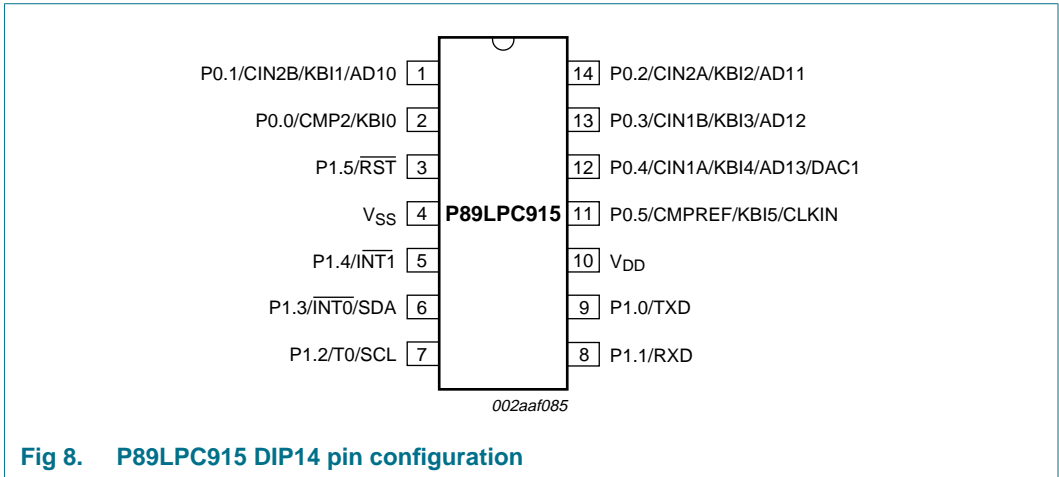 P0.1/CIN2B/KBI1/AD10 1 14 P0.2/CIN2A/KBI2/AD11
P0.0/CMP2/KBI0 2 13 P0.3/CIN1B/KBI3/AD12
P1.5/RST 3 12 P0.4/CIN1A/KBI4/AD13/DAC1
VSS 4 P89LPC915 11 P0.5/CMPREF/KBI5/CLKIN
P1.4/INT1 5 10 VDD
P1.3/INT0/SDA 6 9 P1.0/TXD
P1.2/T0/SCL 7 8 P1.1/RXD
002aaf085
Fig 8. P89LPC915 DIP14 pin configuration